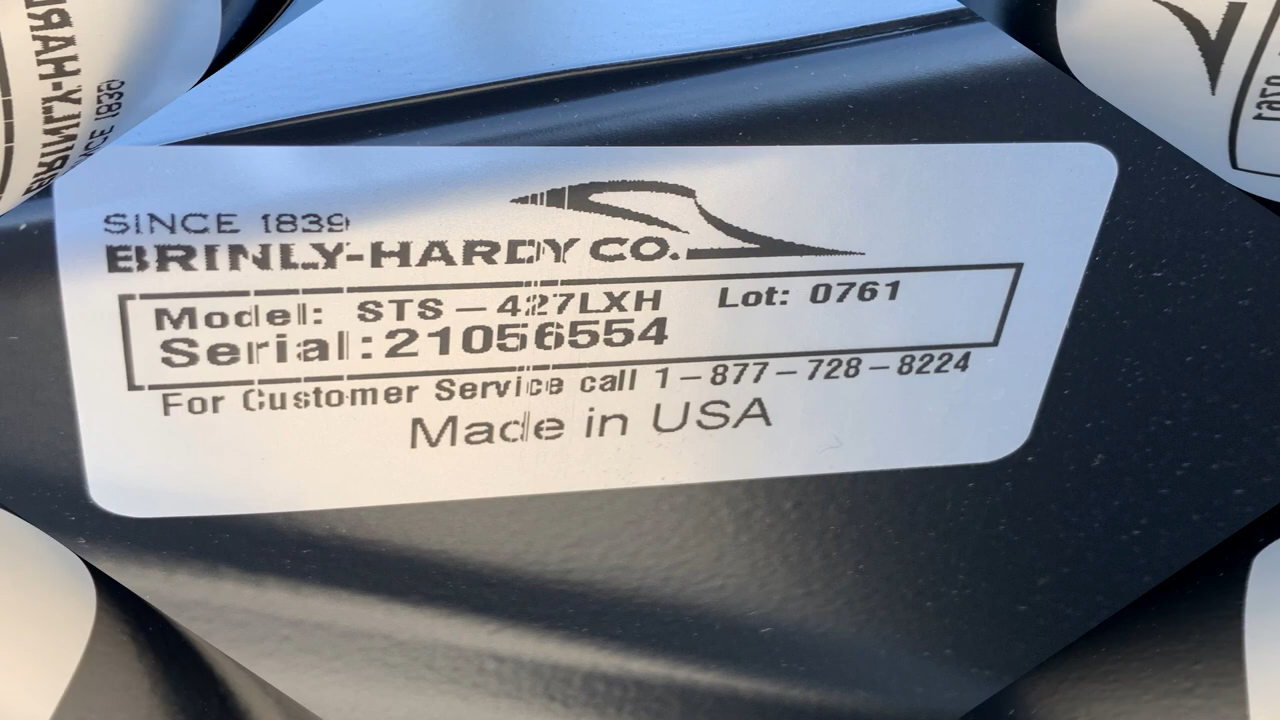 SINCE 1839
BRINLY-HARDY CO.
Model: STS-427LXH Lot: 0761
Serial:21056554
For Customer Service call 1-877-728-8224
Made in USA